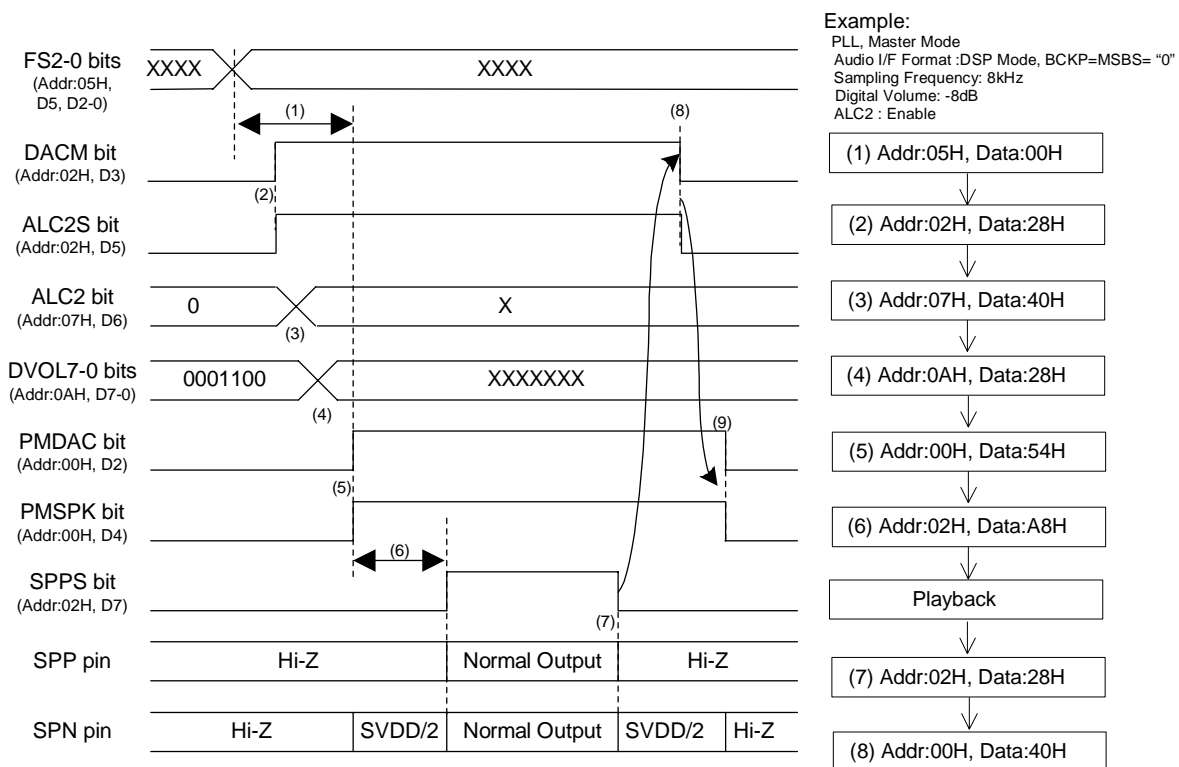 FS2-0 bits
(Addr:05H,
D5, D2-0)
XXXX
XXXX
(1)
(8)
DACM bit
(Addr:02H, D3)
(2)
ALC2S bit
(Addr:02H, D5)
ALC2 bit
(Addr:07H, D6)
0
X
(3)
DVOL7-0 bits
(Addr:0AH, D7-0)
0001100
XXXXXXX
(4)
PMDAC bit
(Addr:00H, D2)
(9)
(5)
PMSPK bit
(Addr:00H, D4)
(6)
SPPS bit
(Addr:02H, D7)
(7)
SPP pin
Hi-Z
Normal Output
Hi-Z
SPN pin
Hi-Z
SVDD/2
Normal Output
SVDD/2
Hi-Z
Example:
PLL, Master Mode
Audio I/F Format :DSP Mode, BCKP=MSBS= “0”
Sampling Frequency: 8kHz
Digital Volume: -8dB
ALC2 : Enable
(1) Addr:05H, Data:00H
(2) Addr:02H, Data:28H
(3) Addr:07H, Data:40H
(4) Addr:0AH, Data:28H
(5) Addr:00H, Data:54H
(6) Addr:02H, Data:A8H
Playback
(7) Addr:02H, Data:28H
(8) Addr:00H, Data:40H